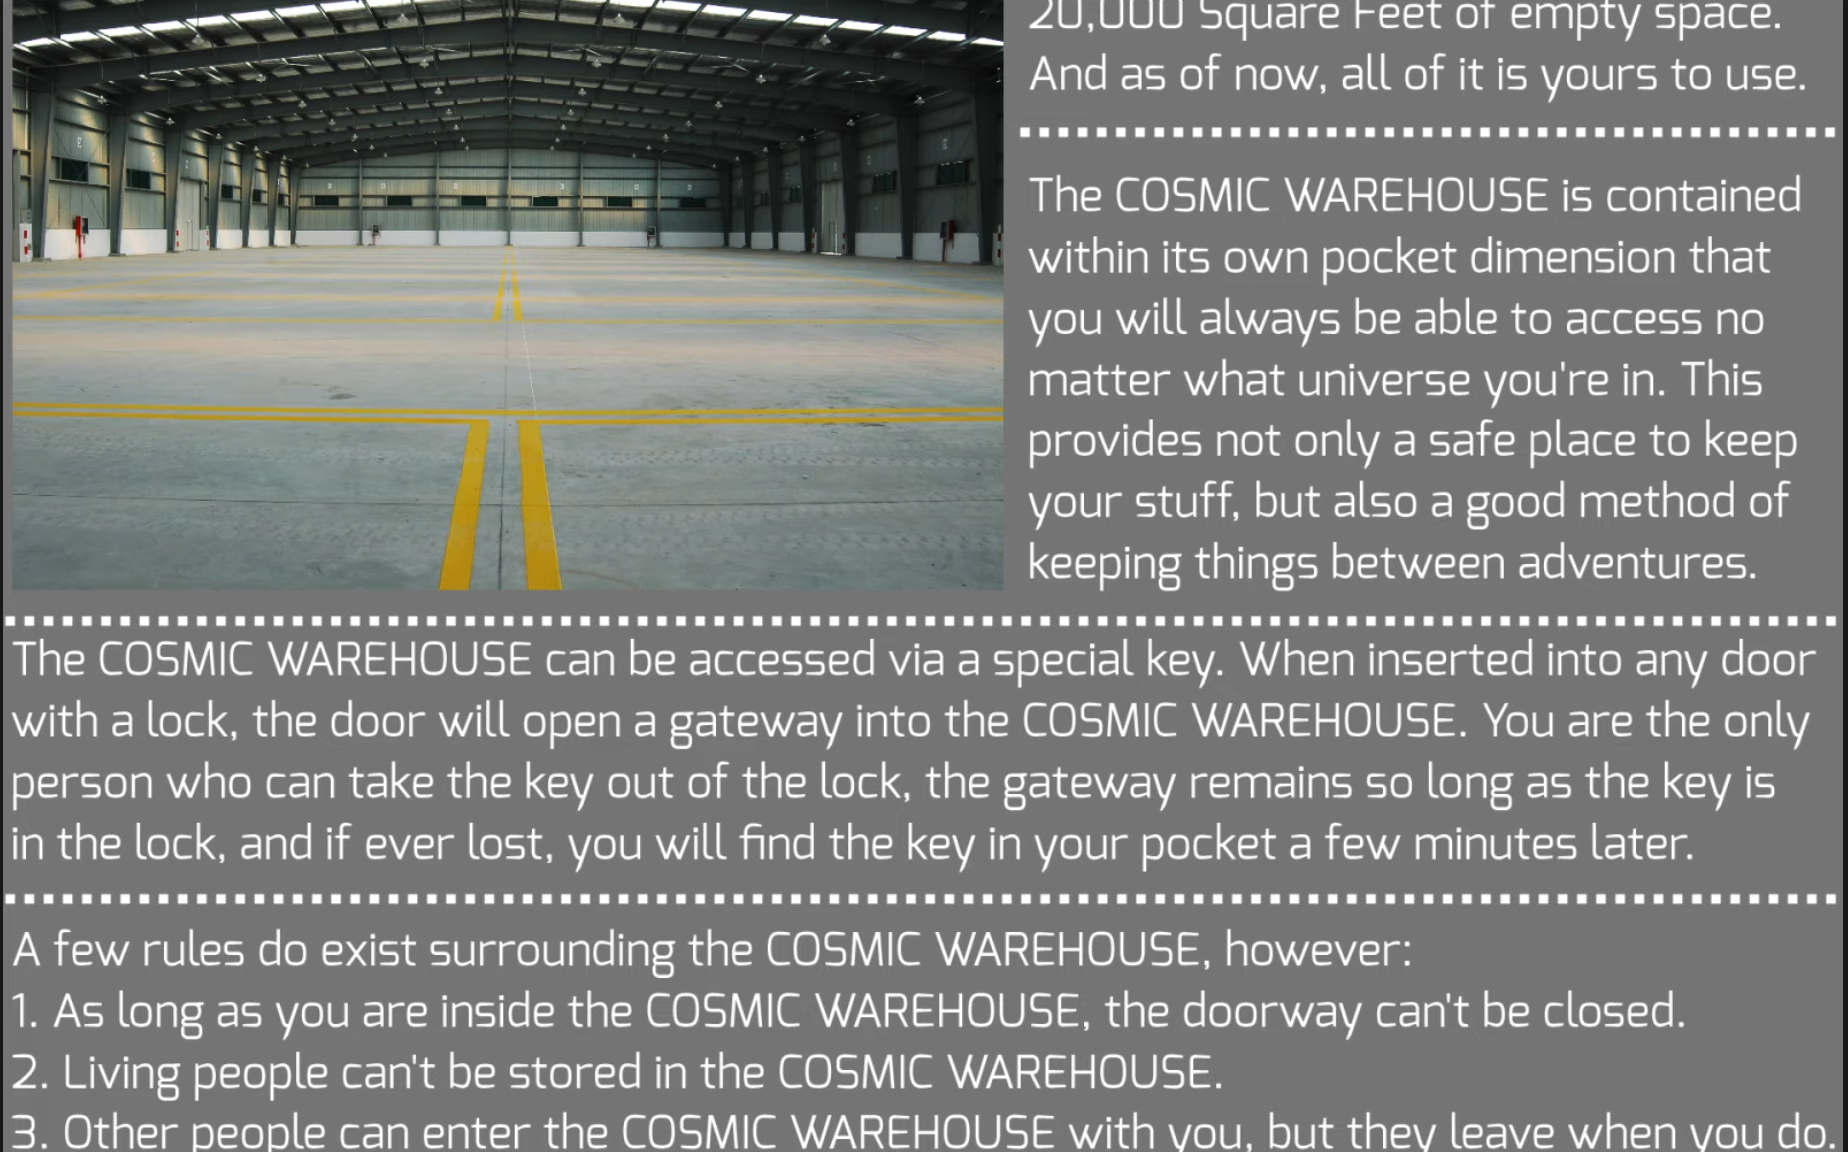 20,000 Square Feet of empty space.
And as of now, all of it is yours to use.
The COSMIC WAREHOUSE is contained
within its own pocket dimension that
you will always be able to access no
matter what universe you're in. This
provides not only a safe place to keep
your stuff, but also a good method of
keeping things between adventures.
The COSMIC WAREHOUSE can be accessed via a special key. When inserted into any door
with a lock, the door will open a gateway into the COSMIC WAREHOUSE. You are the only
person who can take the key out of the lock, the gateway remains so long as the key is
in the lock, and if ever lost, you will find the key in your pocket a few minutes later.
A few rules do exist surrounding the COSMIC WAREHOUSE, however:
1. As long as you are inside the COSMIC WAREHOUSE, the doorway can't be closed.
2. Living people can't be stored in the COSMIC WAREHOUSE.
3. Other people can enter the COSMIC WAREHOUSE with you, but they leave when you do.